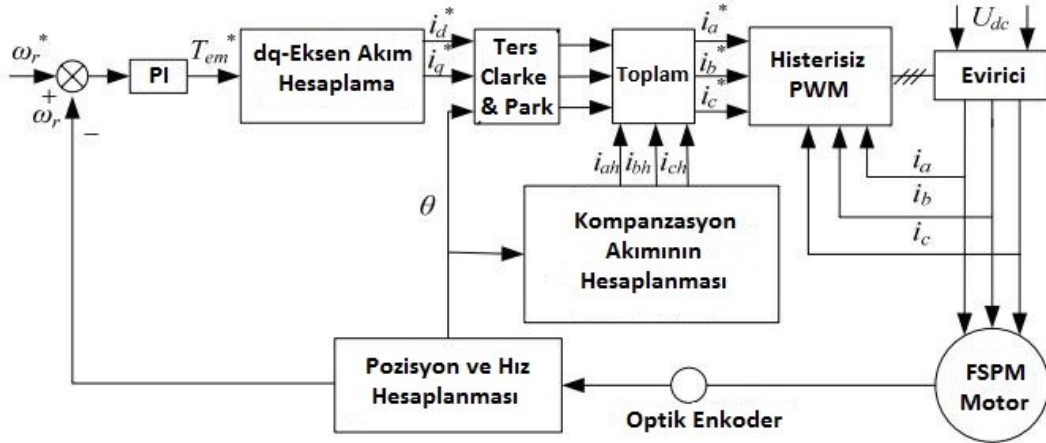 ω_r^*
+
ω_r
−
PI
T_em^*
dq-Eksen Akım
Hesaplama
i_d^*
i_q^*
Ters
Clarke
& Park
Toplam
i_a^*
i_b^*
i_c^*
Histerisiz
PWM
U_dc
Evirici
i_ah
i_bh
i_ch
i_a
i_b
i_c
θ
Kompanzasyon
Akımının
Hesaplanması
Pozisyon ve Hız
Hesaplanması
Optik Enkoder
FSPM
Motor